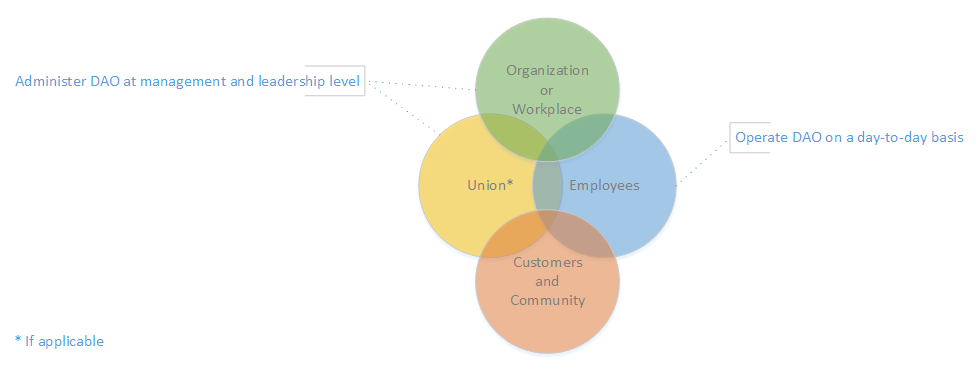 Organization
or
Workplace
Administer DAO at management and leadership level
Operate DAO on a day-to-day basis
Union*
Employees
Customers
and
Community
* If applicable